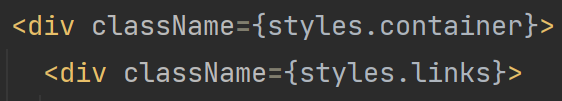 <div className={styles.container}>
<div className={styles.links}>